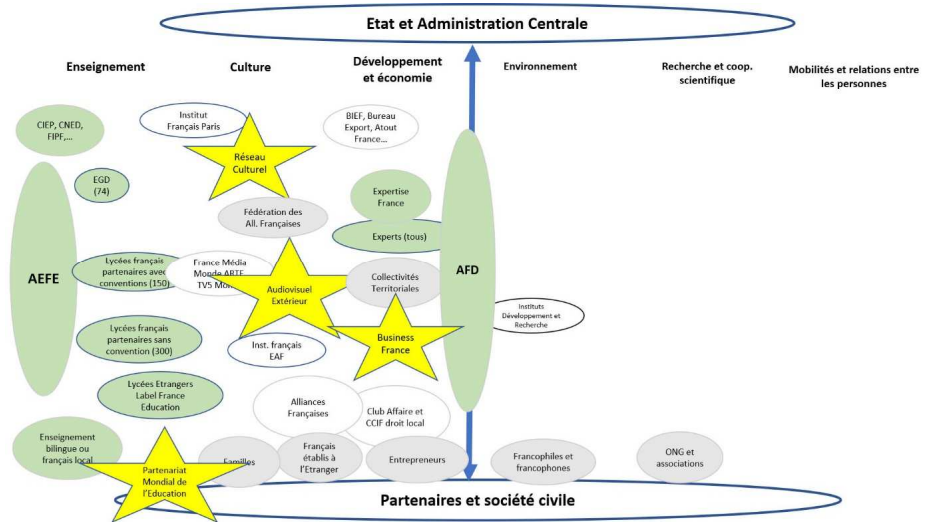 Etat et Administration Centrale
Enseignement
Culture
Développement
et économie
Environnement
Recherche et coop.
scientifique
Mobilités et relations entre
les personnes
CIEP, CNED,
FIPF,...
Institut
Français Paris
BIEF, Bureau
Export, Atout
France...
Réseau
Culturel
EGD
(74)
Expertise
France
Fédération des
All. Françaises
Experts (tous)
AEFE
Lycées français
partenaires avec
conventions (150)
France Média
Monde ARTE
TV5
Audiovisuel
Extérieur
Collectivités
Territoriales
AFD
Instituts
Développement et
Recherche
Lycées français
partenaires sans
convention (300)
Inst. français
EAF
Business
France
Lycées Etrangers
Label France
Education
Alliances
Françaises
Club Affaire et
CCIF droit local
Enseignement
bilingue ou
français local
Partenariat
Mondial de
l'Education
Familles
Français
établis à
l'Etranger
Entrepreneurs
Francophiles et
francophones
ONG et
associations
Partenaires et société civile